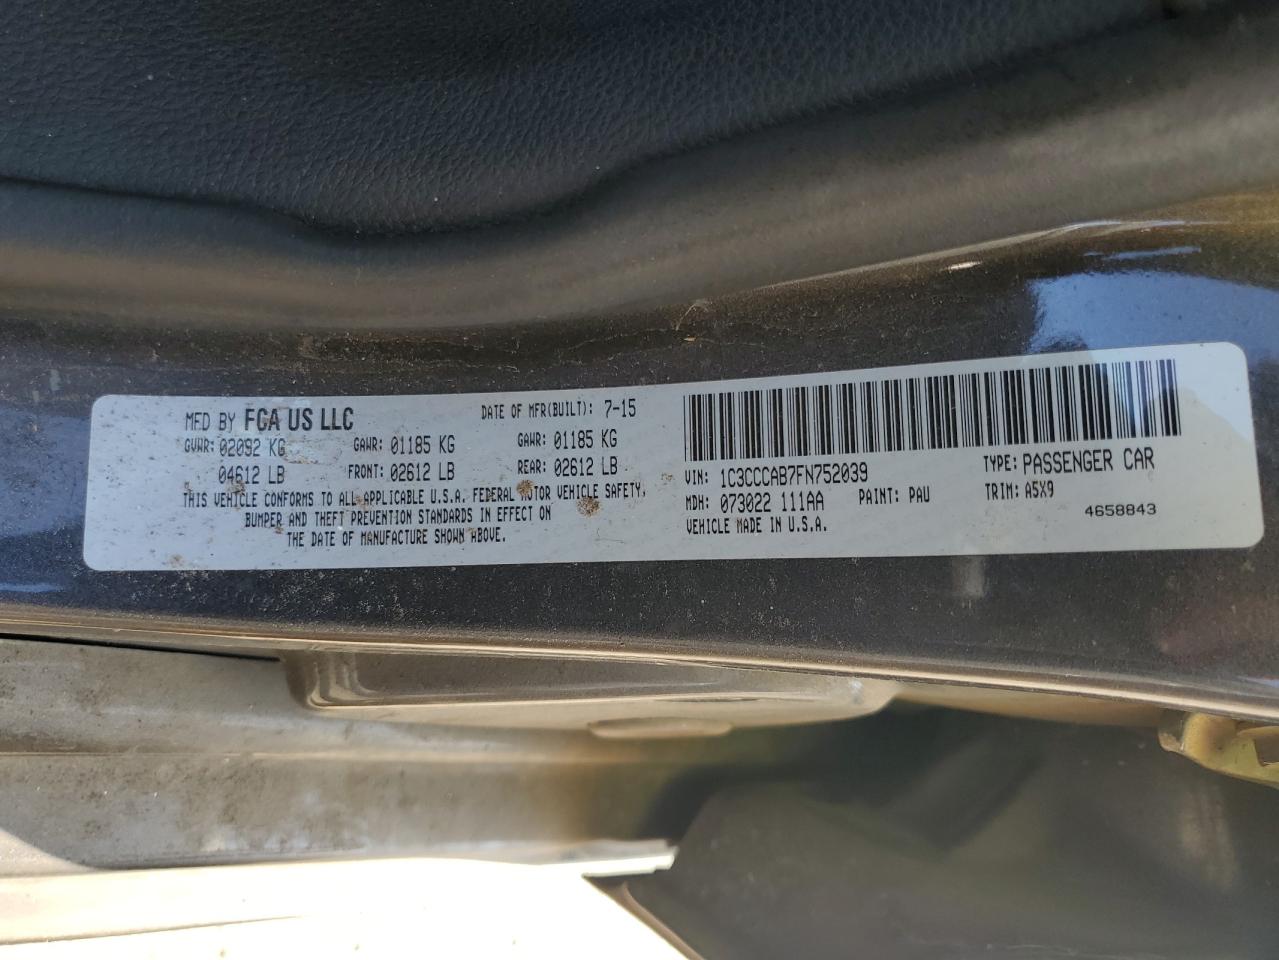 MFD BY FCA US LLC DATE OF MFR(BUILT): 7-15
GVWR: 02092 KG GAWR: 01185 KG GAWR: 01185 KG
04612 LB FRONT: 02612 LB REAR: 02612 LB
THIS VEHICLE CONFORMS TO ALL APPLICABLE U.S.A. FEDERAL MOTOR VEHICLE SAFETY,
BUMPER AND THEFT PREVENTION STANDARDS IN EFFECT ON
THE DATE OF MANUFACTURE SHOWN ABOVE.
VIN: 1C3CCCAB7FN752039 TYPE: PASSENGER CAR
MDH: 073022 111AA PAINT: PAU TRIM: A5X9
VEHICLE MADE IN U.S.A. 4658843